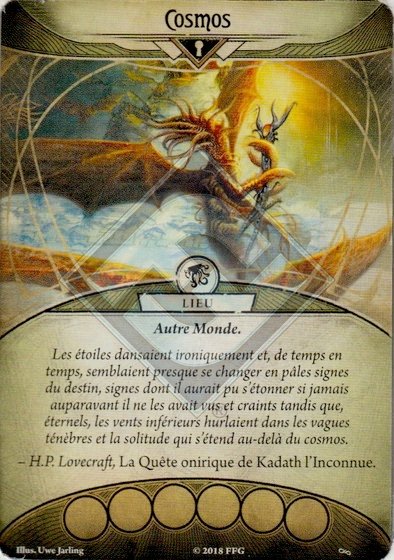 Cosmos
LIEU
Autre Monde.
Les étoiles dansaient ironiquement et, de temps en
temps, semblaient presque se changer en pâles signes
du destin, signes dont il aurait pu s'étonner si jamais
auparavant il ne les avait vus et craints tandis que,
éternels, les vents inférieurs hurlaient dans les vagues
ténèbres et la solitude qui s'étend au-delà du cosmos.
– H.P. Lovecraft, La Quête onirique de Kadath l'Inconnue.
Illus. Uwe Jarling © 2018 FFG